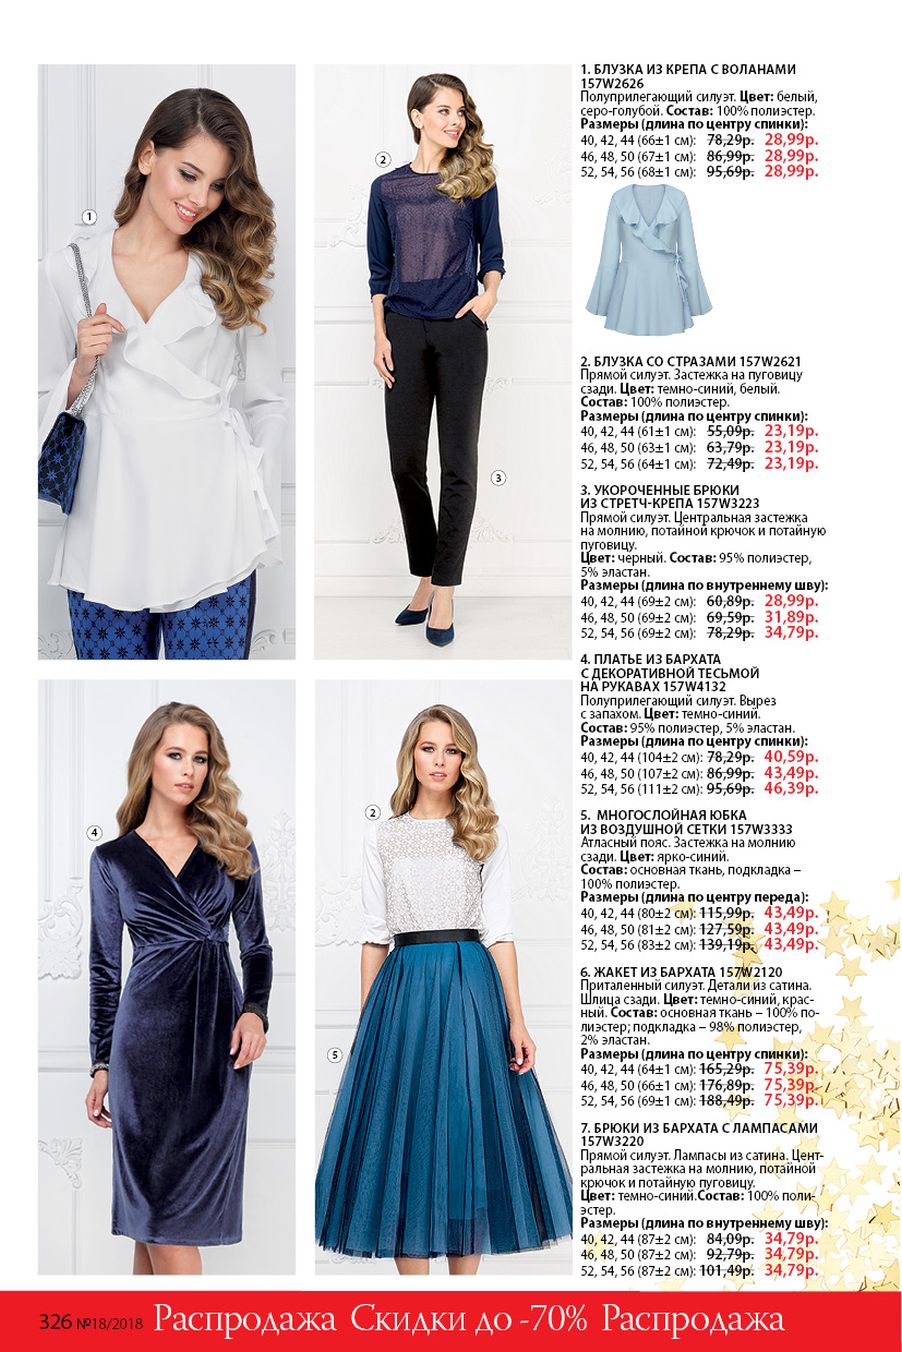 1. БЛУЗКА ИЗ КРЕПА С ВОЛАНАМИ
157W2626
Полуприлегающий силуэт. Цвет: белый,
серо-голубой. Состав: 100% полиэстер.
Размеры (длина по центру спинки):
40, 42, 44 (66±1 см): 78,29р. 28,99р.
46, 48, 50 (67±1 см): 86,99р. 28,99р.
52, 54, 56 (68±1 см): 95,69р. 28,99р.
2. БЛУЗКА СО СТРАЗАМИ 157W2621
Прямой силуэт. Застежка на пуговицу
сзади. Цвет: темно-синий, белый.
Состав: 100% полиэстер.
Размеры (длина по центру спинки):
40, 42, 44 (61±1 см): 55,09р. 23,19р.
46, 48, 50 (63±1 см): 63,79р. 23,19р.
52, 54, 56 (64±1 см): 72,49р. 23,19р.
3. УКОРОЧЕННЫЕ БРЮКИ
ИЗ СТРЕТЧ-КРЕПА 157W3223
Прямой силуэт. Центральная застежка
на молнию, потайной крючок и потайную
пуговицу.
Цвет: черный. Состав: 95% полиэстер,
5% эластан.
Размеры (длина по внутреннему шву):
40, 42, 44 (69±2 см): 60,89р. 28,99р.
46, 48, 50 (69±2 см): 69,59р. 31,89р.
52, 54, 56 (69±2 см): 78,29р. 34,79р.
4. ПЛАТЬЕ ИЗ БАРХАТА
С ДЕКОРАТИВНОЙ ТЕСЬМОЙ
НА РУКАВАХ 157W4132
Полуприлегающий силуэт. Вырез
с запахом. Цвет: темно-синий.
Состав: 95% полиэстер, 5% эластан.
Размеры (длина по центру спинки):
40, 42, 44 (104±2 см): 78,29р. 40,59р.
46, 48, 50 (107±2 см): 86,99р. 43,49р.
52, 54, 56 (111±2 см): 95,69р. 46,39р.
5. МНОГОСЛОЙНАЯ ЮБКА
ИЗ ВОЗДУШНОЙ СЕТКИ 157W3333
Атласный пояс. Застежка на молнию
сзади. Цвет: ярко-синий.
Состав: основная ткань, подкладка –
100% полиэстер.
Размеры (длина по центру переда):
40, 42, 44 (80±2 см): 115,99р. 43,49р.
46, 48, 50 (81±2 см): 127,59р. 43,49р.
52, 54, 56 (83±2 см): 139,19р. 43,49р.
6. ЖАКЕТ ИЗ БАРХАТА 157W2120
Приталенный силуэт. Детали из сатина.
Шлица сзади. Цвет: темно-синий, крас-
ный. Состав: основная ткань – 100% по-
лиэстер; подкладка – 98% полиэстер,
2% эластан.
Размеры (длина по центру спинки):
40, 42, 44 (64±1 см): 165,29р. 75,39р.
46, 48, 50 (66±1 см): 176,89р. 75,39р.
52, 54, 56 (69±1 см): 188,49р. 75,39р.
7. БРЮКИ ИЗ БАРХАТА С ЛАМПАСАМИ
157W3220
Прямой силуэт. Лампасы из сатина. Цент-
ральная застежка на молнию, потайной
крючок и потайную пуговицу.
Цвет: темно-синий.Состав: 100% поли-
эстер.
Размеры (длина по внутреннему шву):
40, 42, 44 (87±2 см): 84,09р. 34,79р.
46, 48, 50 (87±2 см): 92,79р. 34,79р.
52, 54, 56 (87±2 см): 101,49р. 34,79р.
1
2
3
4
2
5
326 №18/2018 Распродажа Скидки до -70% Распродажа